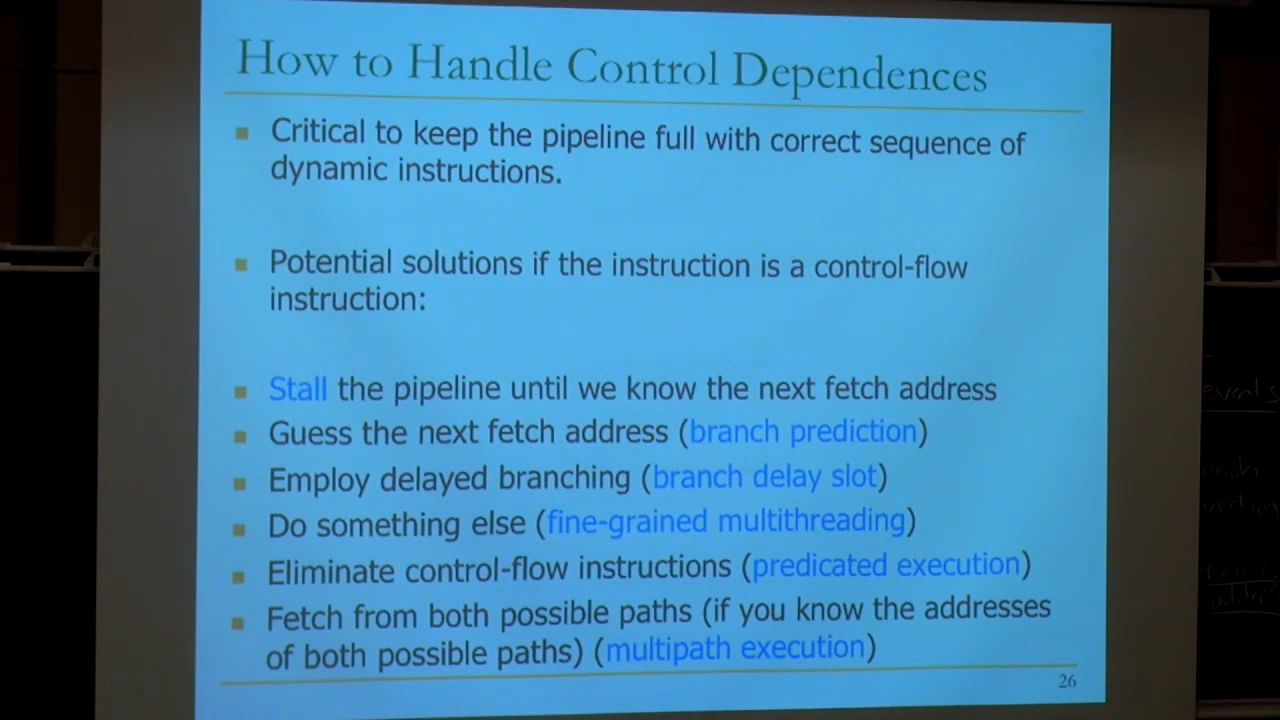 How to Handle Control Dependences
■ Critical to keep the pipeline full with correct sequence of
dynamic instructions.
■ Potential solutions if the instruction is a control-flow
instruction:
■ Stall the pipeline until we know the next fetch address
■ Guess the next fetch address (branch prediction)
■ Employ delayed branching (branch delay slot)
■ Do something else (fine-grained multithreading)
■ Eliminate control-flow instructions (predicated execution)
■ Fetch from both possible paths (if you know the addresses
of both possible paths) (multipath execution)
26